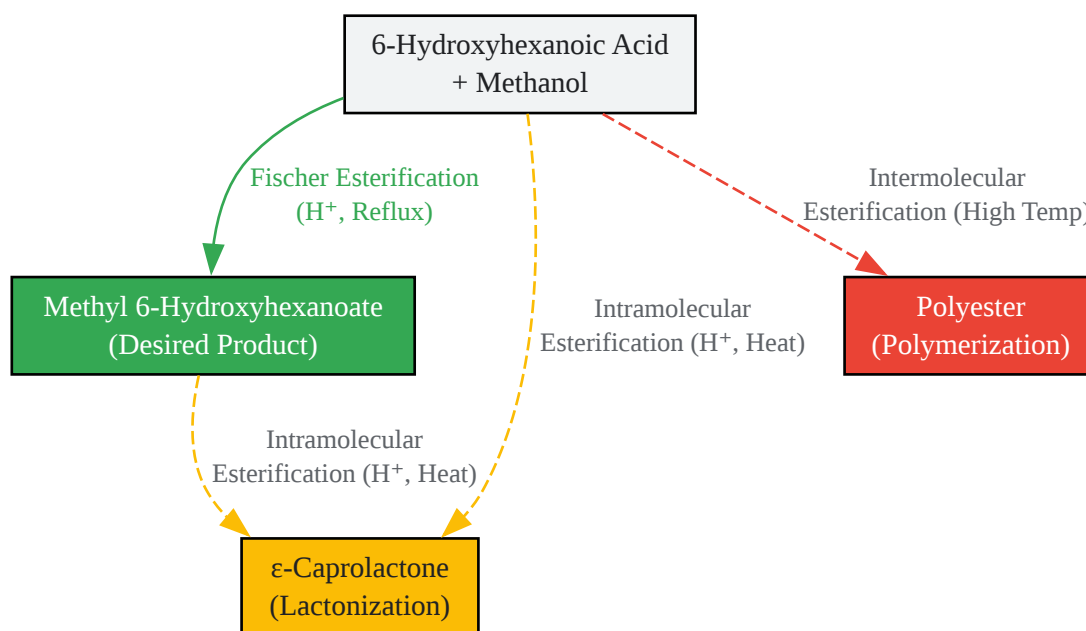 6-Hydroxyhexanoic Acid
+ Methanol
Fischer Esterification
(H⁺, Reflux)
Intermolecular
Esterification (High Temp)
Methyl 6-Hydroxyhexanoate
(Desired Product)
Intramolecular
Esterification (H⁺, Heat)
Polyester
(Polymerization)
Intramolecular
Esterification (H⁺, Heat)
ε-Caprolactone
(Lactonization)